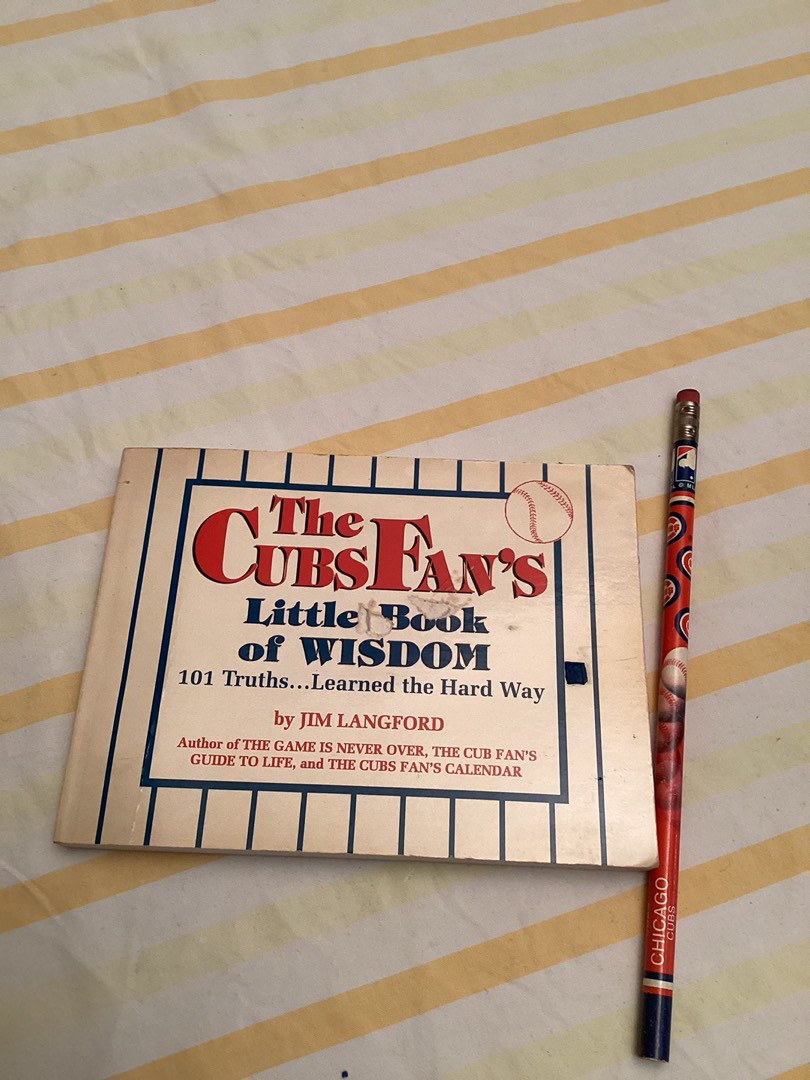 The
CUBS FAN'S
Little Book
of WISDOM
101 Truths...Learned the Hard Way
by JIM LANGFORD
Author of THE GAME IS NEVER OVER, THE CUB FAN'S
GUIDE TO LIFE, and THE CUBS FAN'S CALENDAR
CHICAGO
CUBS